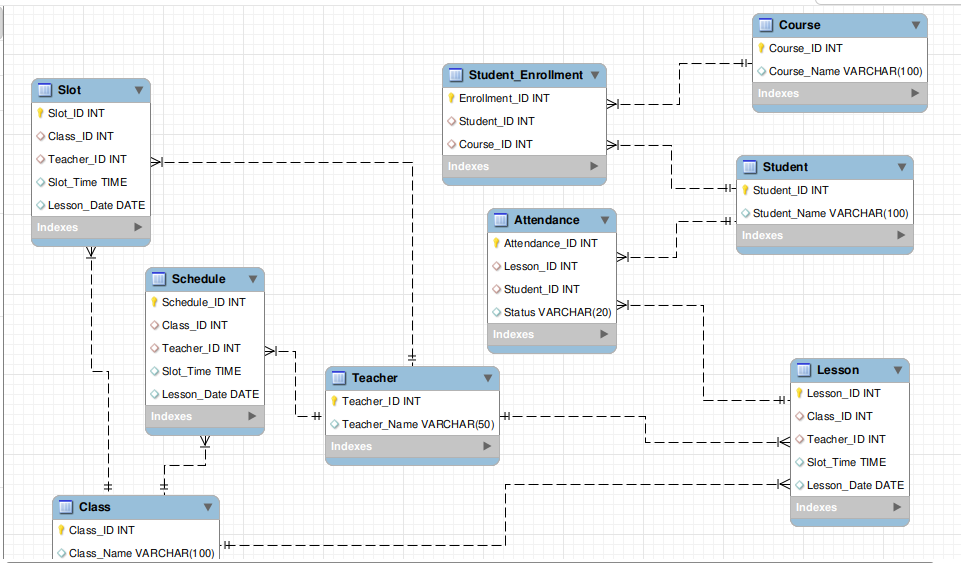 Course
Course_ID INT
Course_Name VARCHAR(100)
Indexes
Student_Enrollment
Enrollment_ID INT
Student_ID INT
Course_ID INT
Indexes
Slot
Slot_ID INT
Class_ID INT
Teacher_ID INT
Slot_Time TIME
Lesson_Date DATE
Indexes
Student
Student_ID INT
Student_Name VARCHAR(100)
Indexes
Attendance
Attendance_ID INT
Lesson_ID INT
Student_ID INT
Status VARCHAR(20)
Indexes
Schedule
Schedule_ID INT
Class_ID INT
Teacher_ID INT
Slot_Time TIME
Lesson_Date DATE
Indexes
Teacher
Teacher_ID INT
Teacher_Name VARCHAR(50)
Indexes
Lesson
Lesson_ID INT
Class_ID INT
Teacher_ID INT
Slot_Time TIME
Lesson_Date DATE
Indexes
Class
Class_ID INT
Class_Name VARCHAR(100)